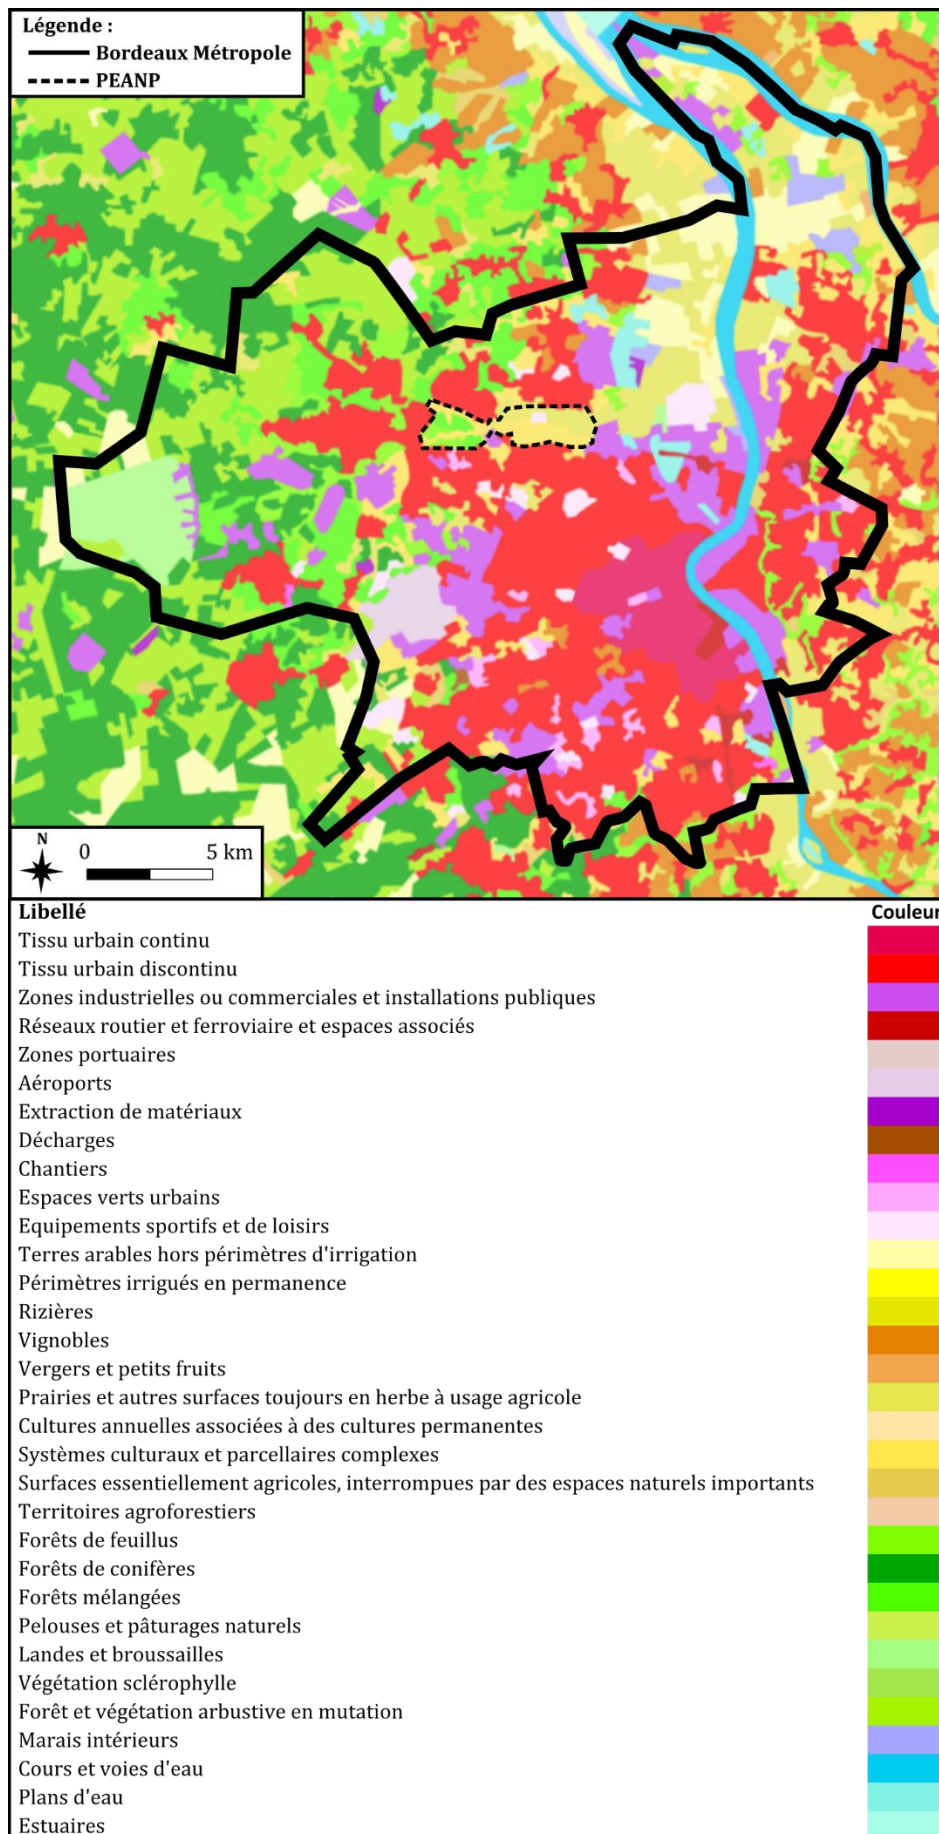 Légende :
Bordeaux Métropole
PEANP
N
0 5 km
Libellé Couleur
Tissu urbain continu
Tissu urbain discontinu
Zones industrielles ou commerciales et installations publiques
Réseaux routier et ferroviaire et espaces associés
Zones portuaires
Aéroports
Extraction de matériaux
Décharges
Chantiers
Espaces verts urbains
Equipements sportifs et de loisirs
Terres arables hors périmètres d'irrigation
Périmètres irrigués en permanence
Rizières
Vignobles
Vergers et petits fruits
Prairies et autres surfaces toujours en herbe à usage agricole
Cultures annuelles associées à des cultures permanentes
Systèmes culturaux et parcellaires complexes
Surfaces essentiellement agricoles, interrompues par des espaces naturels importants
Territoires agroforestiers
Forêts de feuillus
Forêts de conifères
Forêts mélangées
Pelouses et pâturages naturels
Landes et broussailles
Végétation sclérophylle
Forêt et végétation arbustive en mutation
Marais intérieurs
Cours et voies d'eau
Plans d'eau
Estuaires